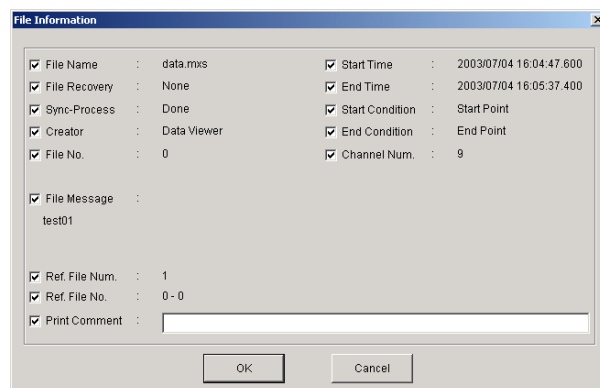 File Information
File Name : data.mxs
File Recovery : None
Sync-Process : Done
Creator : Data Viewer
File No. : 0
Start Time : 2003/07/04 16:04:47.600
End Time : 2003/07/04 16:05:37.400
Start Condition : Start Point
End Condition : End Point
Channel Num. : 9
File Message :
test01
Ref. File Num. : 1
Ref. File No. : 0 - 0
Print Comment :
OK
Cancel